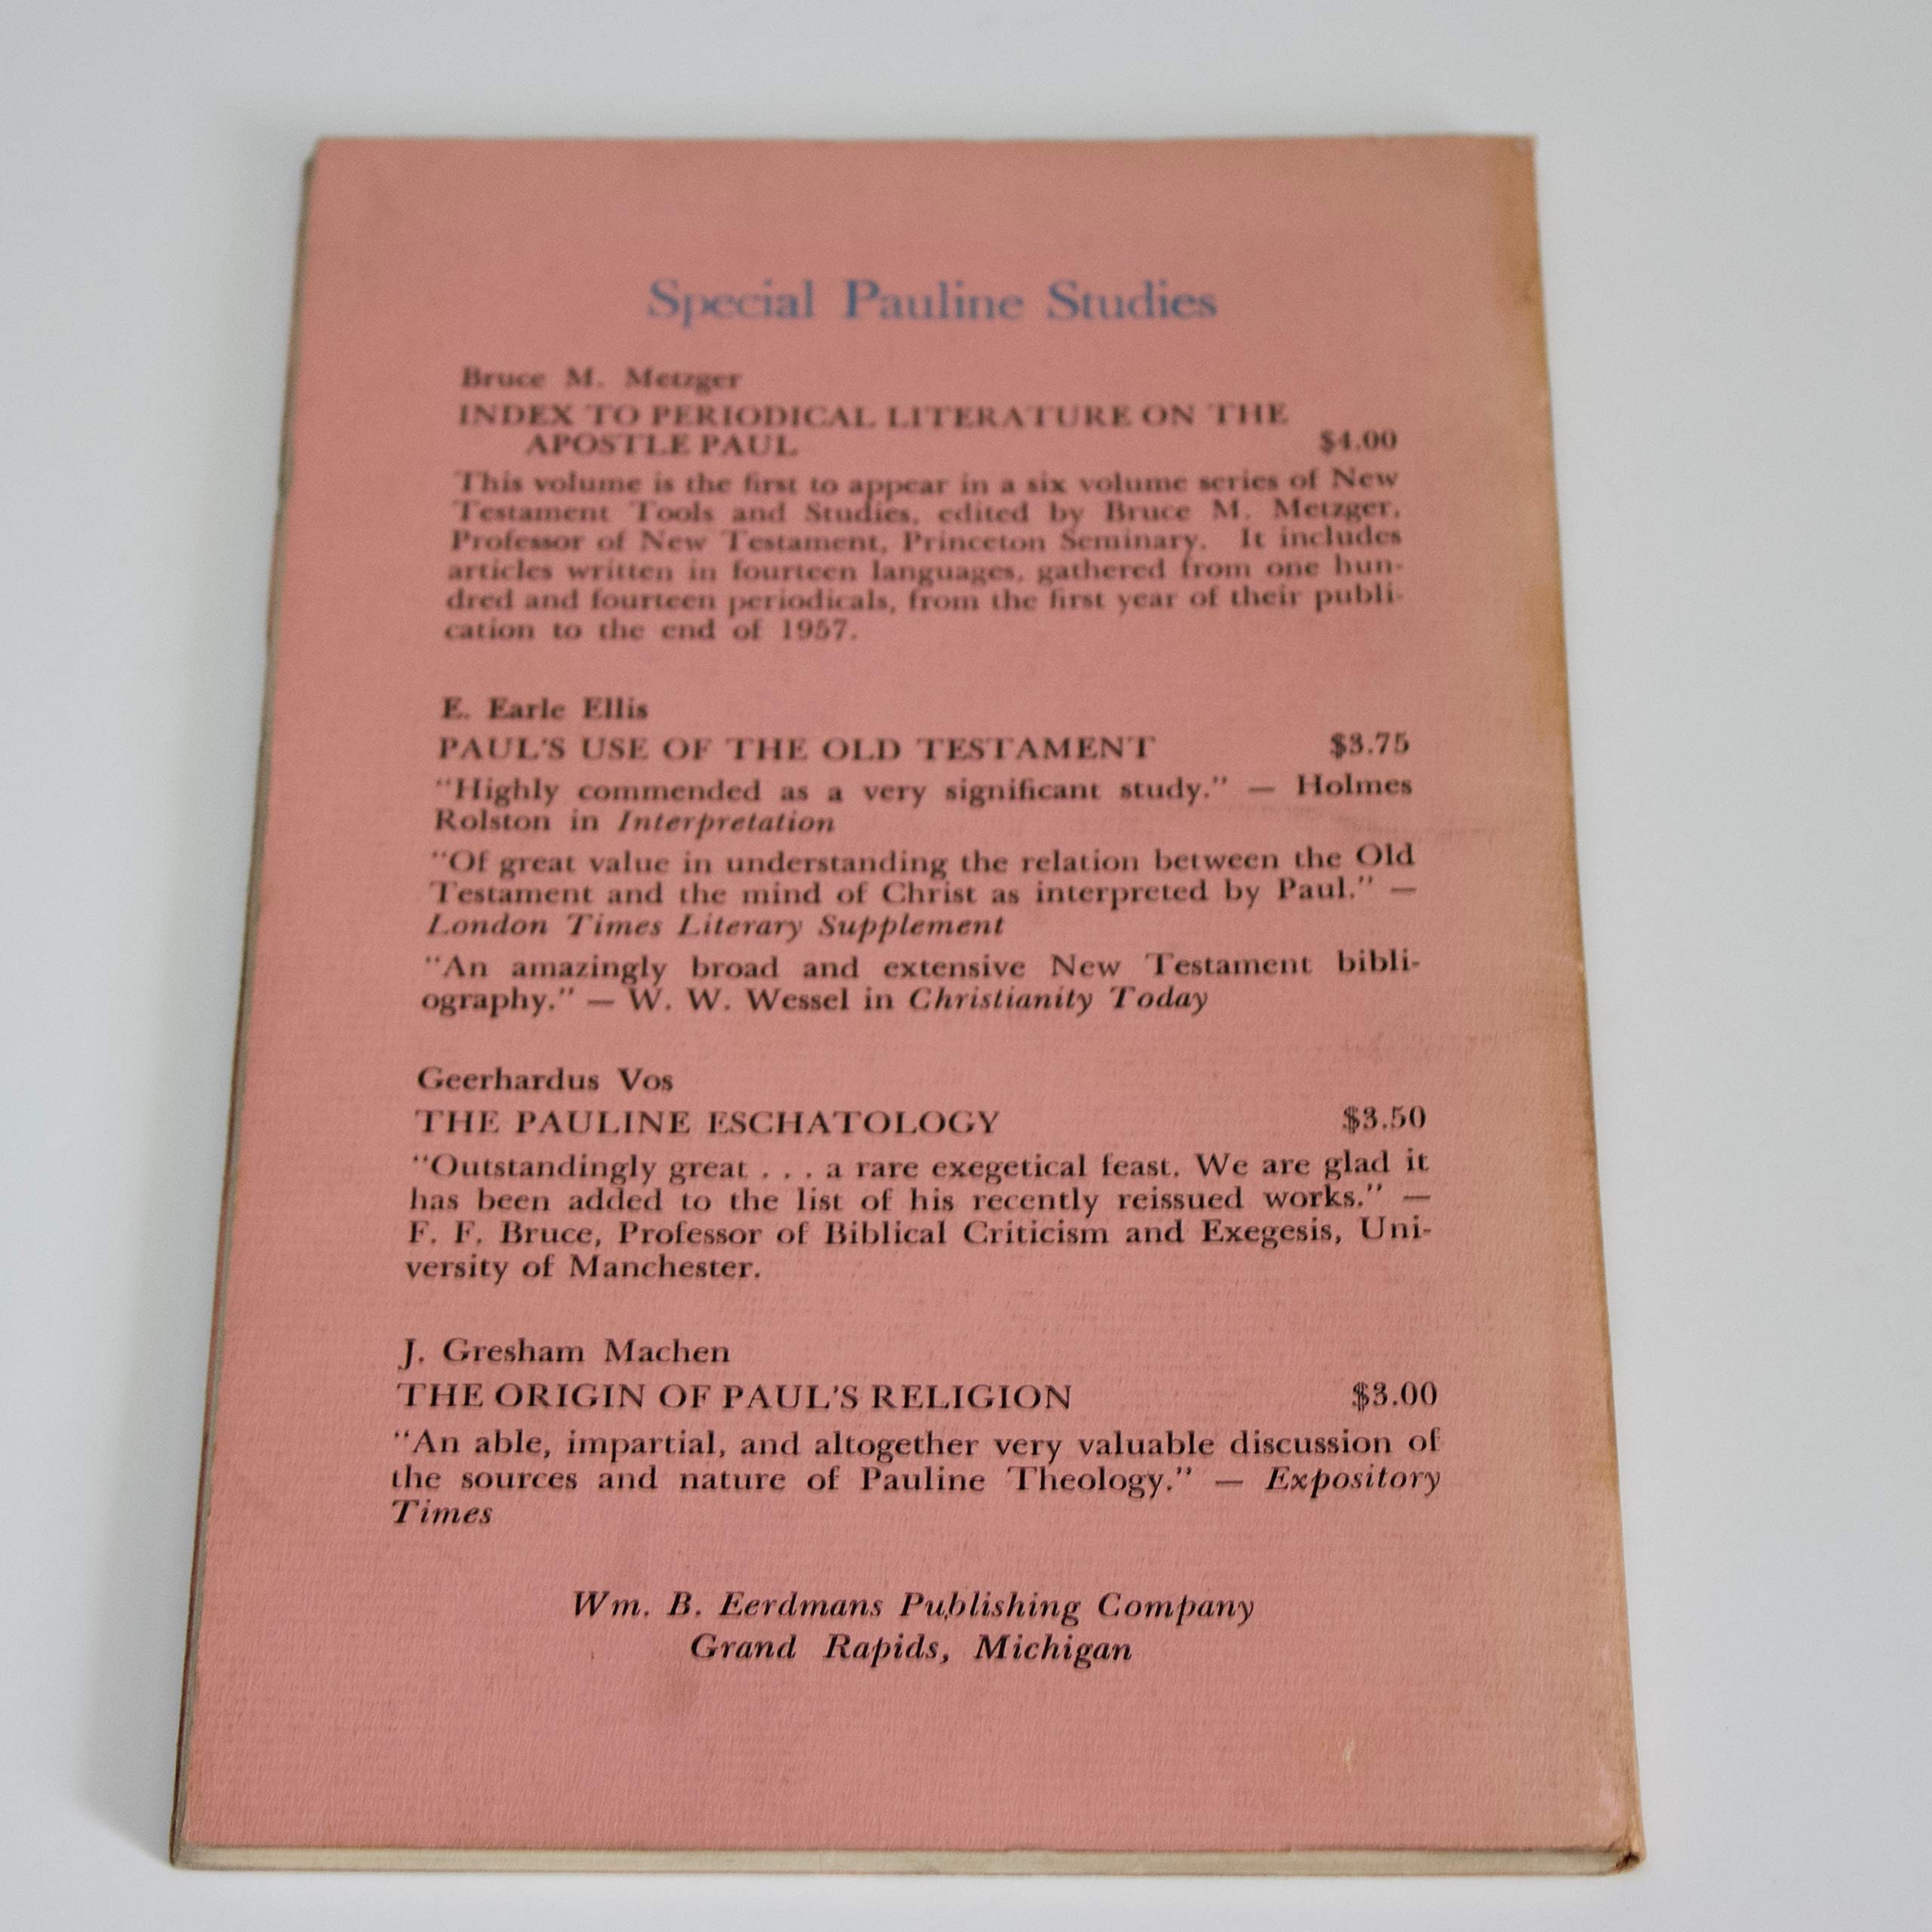 Special Pauline Studies
Bruce M. Metzger
INDEX TO PERIODICAL LITERATURE ON THE
APOSTLE PAUL $4.00
This volume is the first to appear in a six volume series of New
Testament Tools and Studies, edited by Bruce M. Metzger,
Professor of New Testament, Princeton Seminary. It includes
articles written in fourteen languages, gathered from one hun-
dred and fourteen periodicals, from the first year of their publi-
cation to the end of 1957.
E. Earle Ellis
PAUL'S USE OF THE OLD TESTAMENT $3.75
"Highly commended as a very significant study." — Holmes
Rolston in Interpretation
"Of great value in understanding the relation between the Old
Testament and the mind of Christ as interpreted by Paul." —
London Times Literary Supplement
"An amazingly broad and extensive New Testament bibli-
ography." — W. W. Wessel in Christianity Today
Geerhardus Vos
THE PAULINE ESCHATOLOGY $3.50
"Outstandingly great . . . a rare exegetical feast. We are glad it
has been added to the list of his recently reissued works." —
F. F. Bruce, Professor of Biblical Criticism and Exegesis, Uni-
versity of Manchester.
J. Gresham Machen
THE ORIGIN OF PAUL'S RELIGION $3.00
"An able, impartial, and altogether very valuable discussion of
the sources and nature of Pauline Theology." — Expository
Times
Wm. B. Eerdmans Publishing Company
Grand Rapids, Michigan